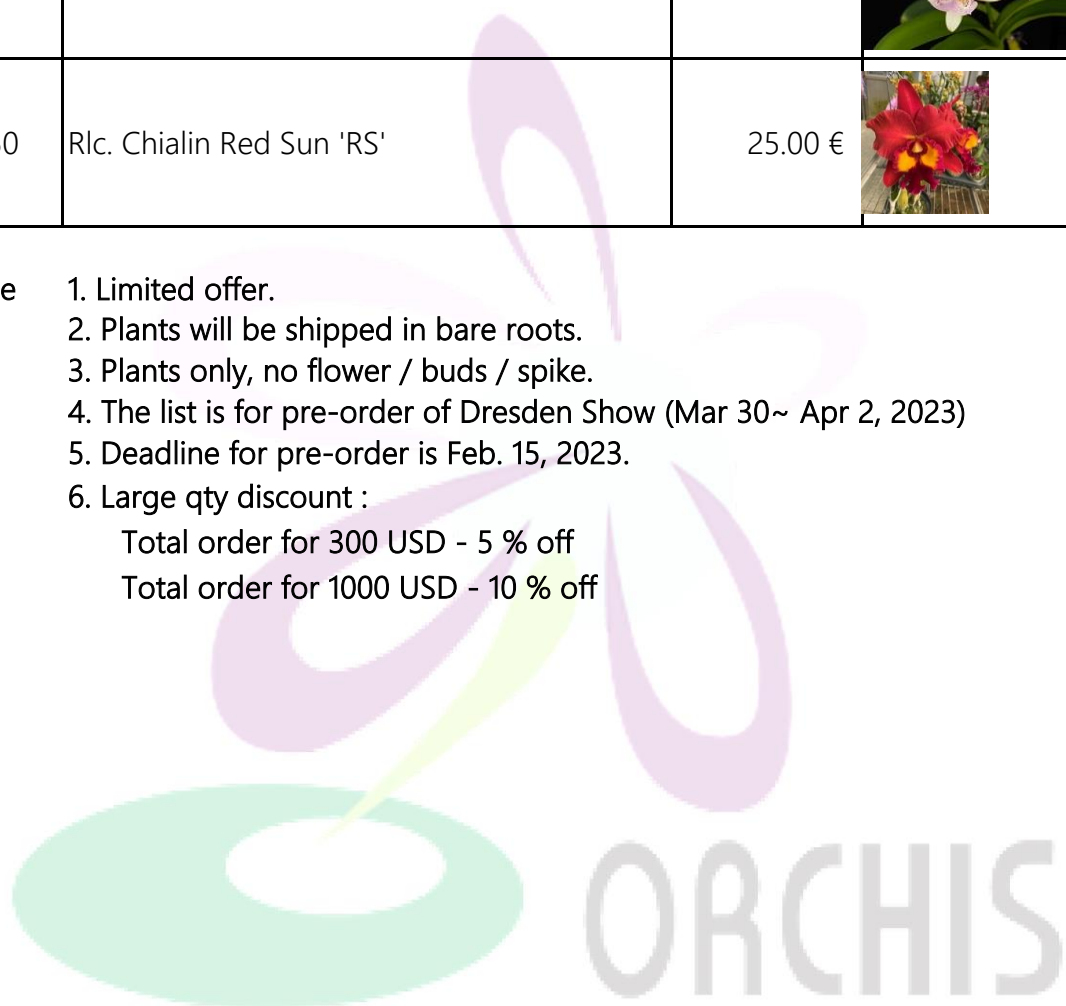 Rlc. Chialin Red Sun 'RS' 25.00 €
1. Limited offer.
2. Plants will be shipped in bare roots.
3. Plants only, no flower / buds / spike.
4. The list is for pre-order of Dresden Show (Mar 30~ Apr 2, 2023)
5. Deadline for pre-order is Feb. 15, 2023.
6. Large qty discount :
Total order for 300 USD - 5 % off
Total order for 1000 USD - 10 % off
ORCHIS